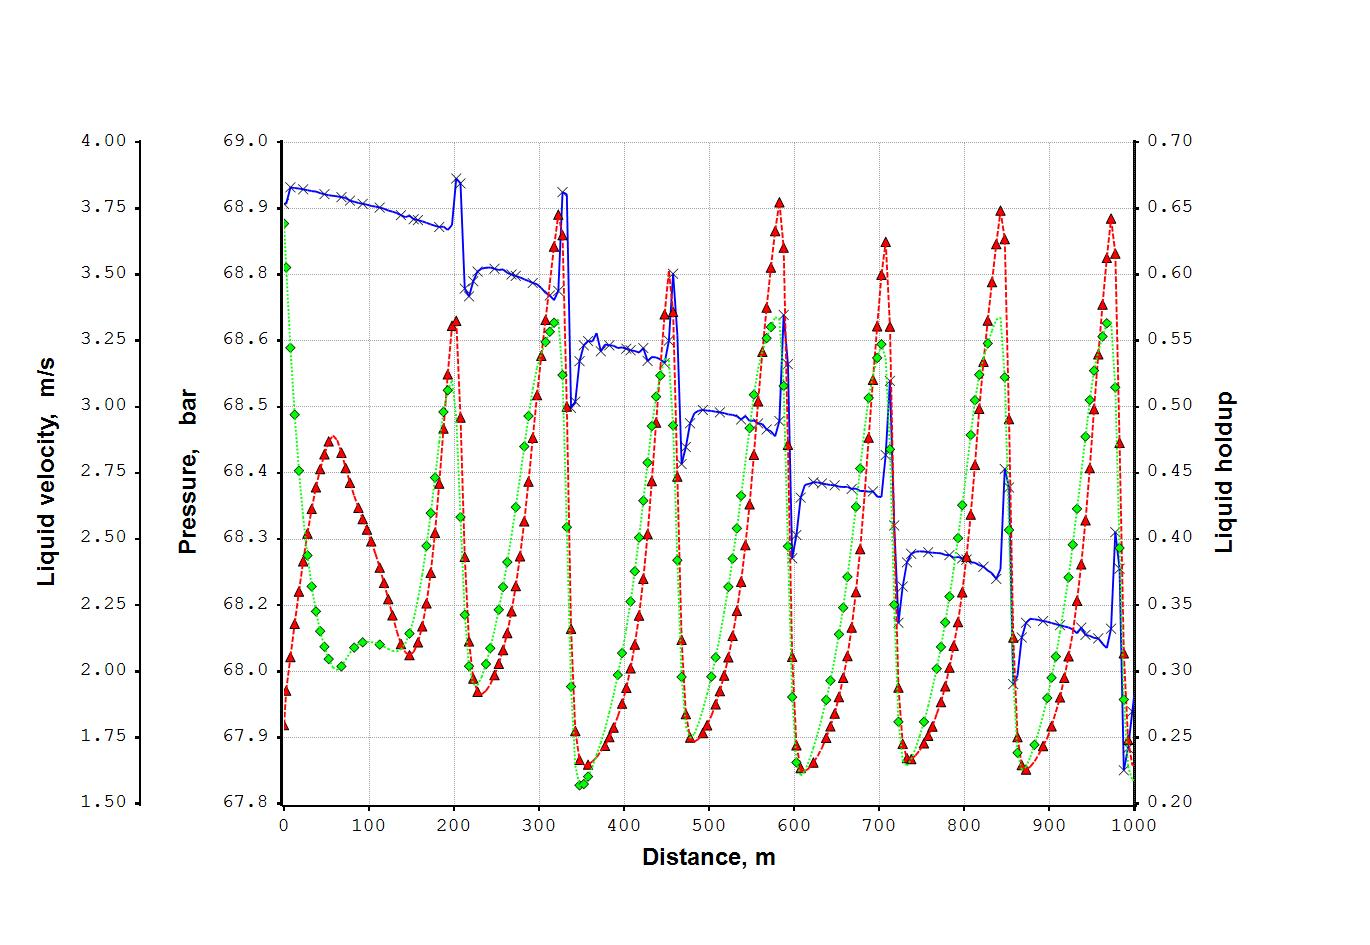 4.00 69.0 0.70
3.75 68.9 0.65
3.50 68.8 0.60
3.25 68.6 0.55
3.00 68.5 0.50
2.75 68.4 0.45
2.50 68.3 0.40
2.25 68.2 0.35
2.00 68.0 0.30
1.75 67.9 0.25
1.50 67.8 0.20
Liquid velocity, m/s
Pressure, bar
Liquid holdup
0 100 200 300 400 500 600 700 800 900 1000
Distance, m